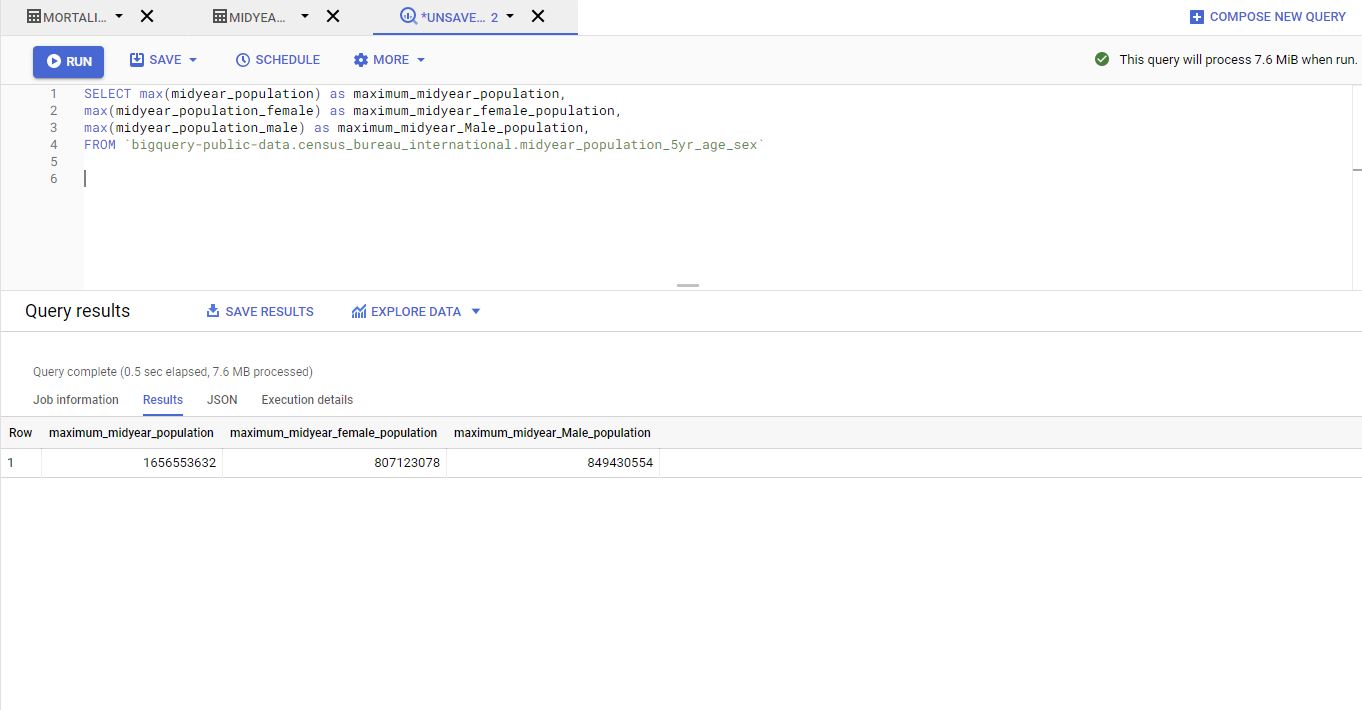 MORTALI...
MIDYEA...
*UNSAVE... 2
COMPOSE NEW QUERY
RUN
SAVE
SCHEDULE
MORE
This query will process 7.6 MiB when run.
1 SELECT max(midyear_population) as maximum_midyear_population,
2 max(midyear_population_female) as maximum_midyear_female_population,
3 max(midyear_population_male) as maximum_midyear_Male_population,
4 FROM `bigquery-public-data.census_bureau_international.midyear_population_5yr_age_sex`
5
6
Query results
SAVE RESULTS
EXPLORE DATA
Query complete (0.5 sec elapsed, 7.6 MB processed)
Job information Results JSON Execution details
Row maximum_midyear_population maximum_midyear_female_population maximum_midyear_Male_population
1 1656553632 807123078 849430554